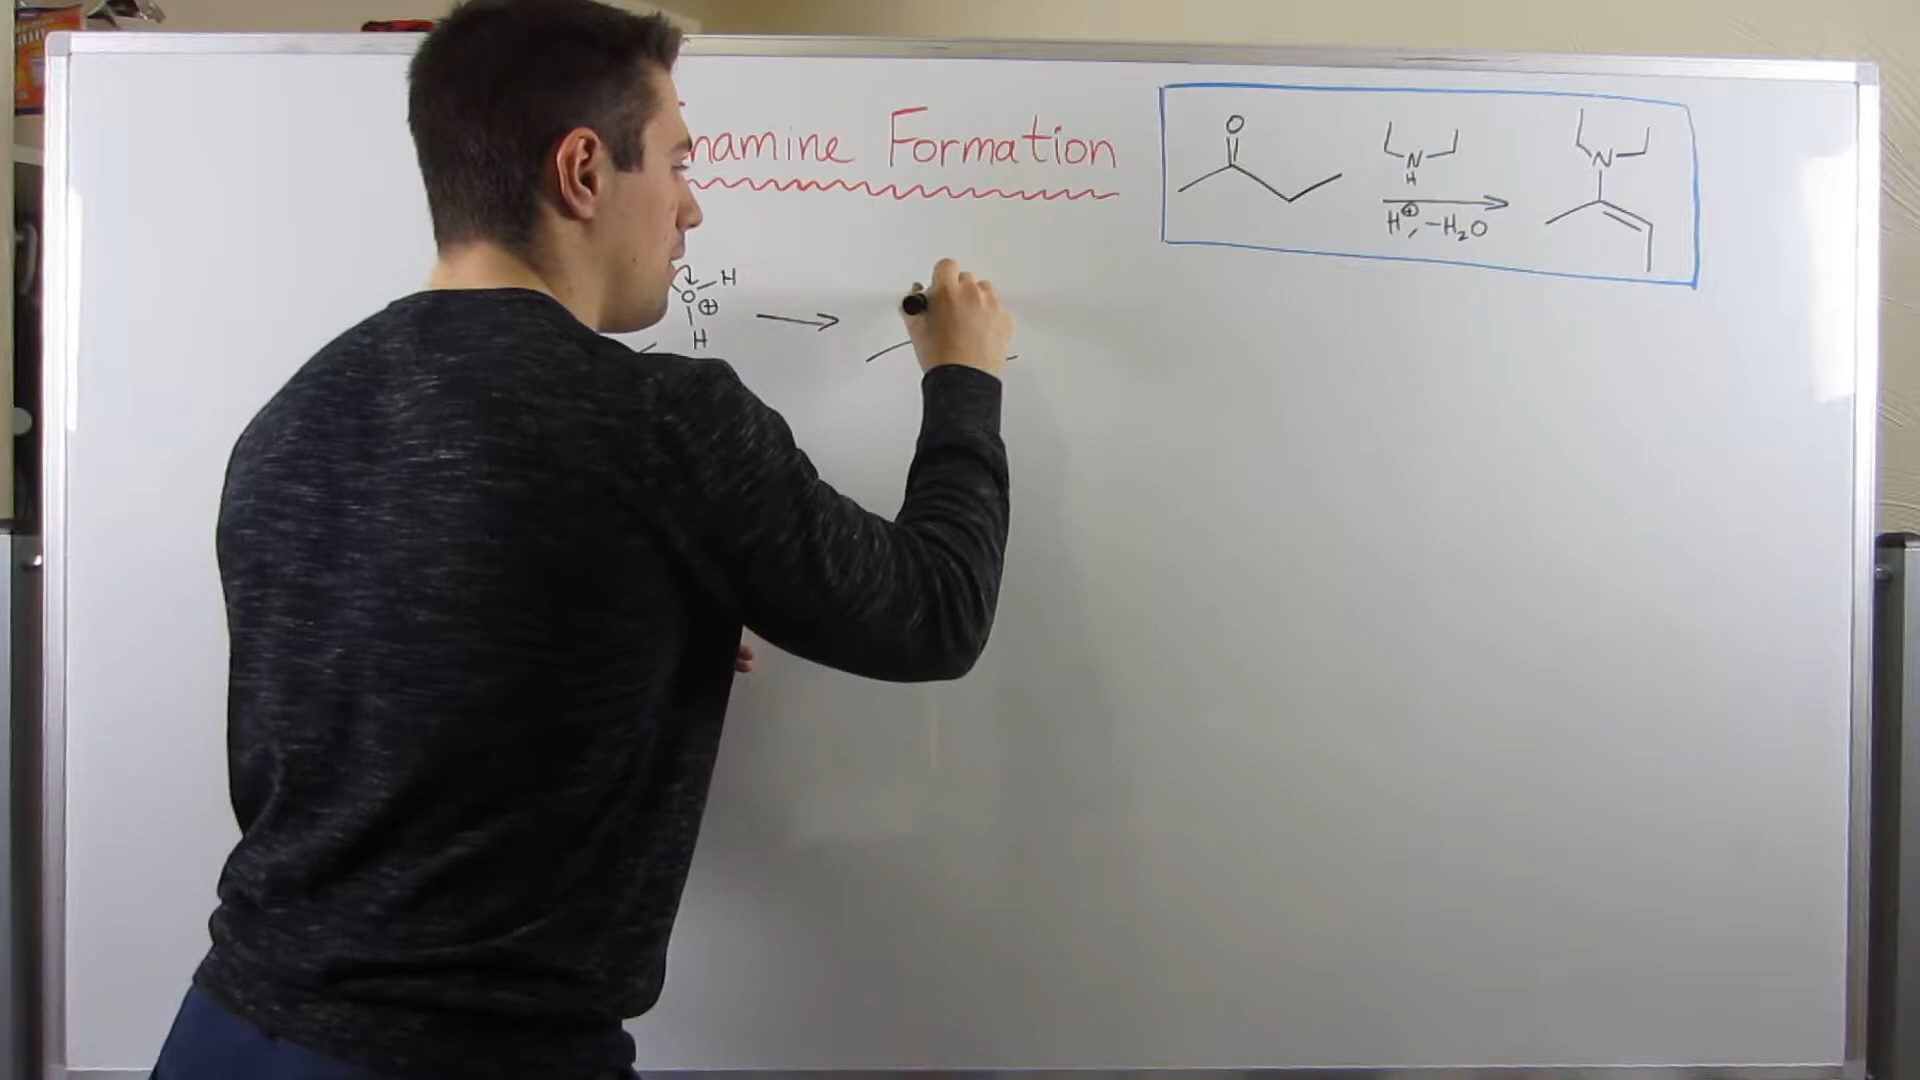 namine Formation
O
N
H
H⊕, -H₂O
N
O H
⊕
H